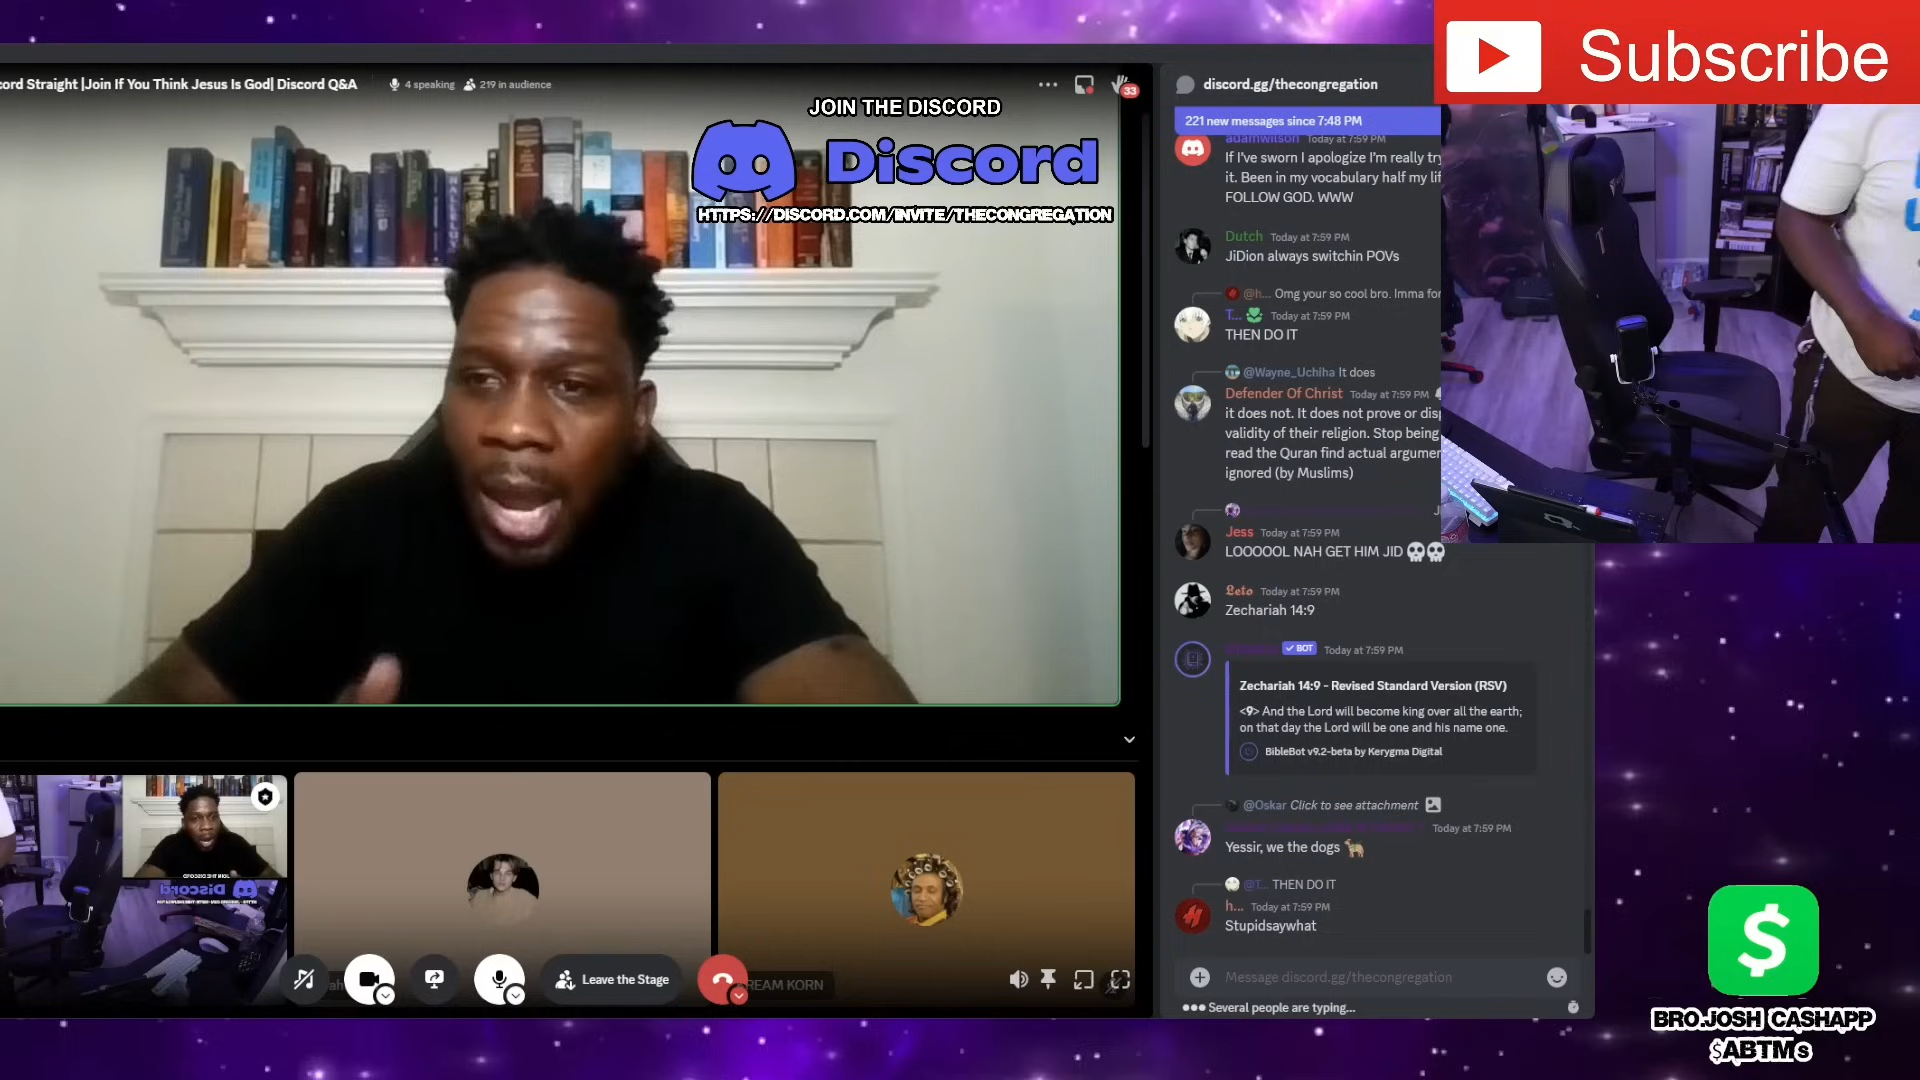 Subscribe
cord Straight |Join If You Think Jesus Is God| Discord Q&A
4 speaking
219 in audience
33
JOIN THE DISCORD
Discord
HTTPS://DISCORD.COM/INVITE/THECONGREGATION
discord.gg/thecongregation
221 new messages since 7:48 PM
adamwilson Today at 7:59 PM
If I've sworn I apologize I'm really try
it. Been in my vocabulary half my lif
FOLLOW GOD. WWW
Dutch Today at 7:59 PM
JiDion always switchin POVs
@h... Omg your so cool bro. Imma for
T... Today at 7:59 PM
THEN DO IT
@Wayne_Uchiha It does
Defender Of Christ Today at 7:59 PM
it does not. It does not prove or disp
validity of their religion. Stop being
read the Quran find actual argumen
ignored (by Muslims)
Jess Today at 7:59 PM
LOOOOOL NAH GET HIM JID 💀💀
Leto Today at 7:59 PM
Zechariah 14:9
BOT Today at 7:59 PM
Zechariah 14:9 - Revised Standard Version (RSV)
<9> And the Lord will become king over all the earth;
on that day the Lord will be one and his name one.
BibleBot v9.2-beta by Kerygma Digital
@Oskar Click to see attachment
Today at 7:59 PM
Yessir, we the dogs 🐕
@T... THEN DO IT
h... Today at 7:59 PM
Stupidsaywhat
Message discord.gg/thecongregation
Several people are typing...
Leave the Stage
REAM KORN
BRO.JOSH CASHAPP
$ABTMs